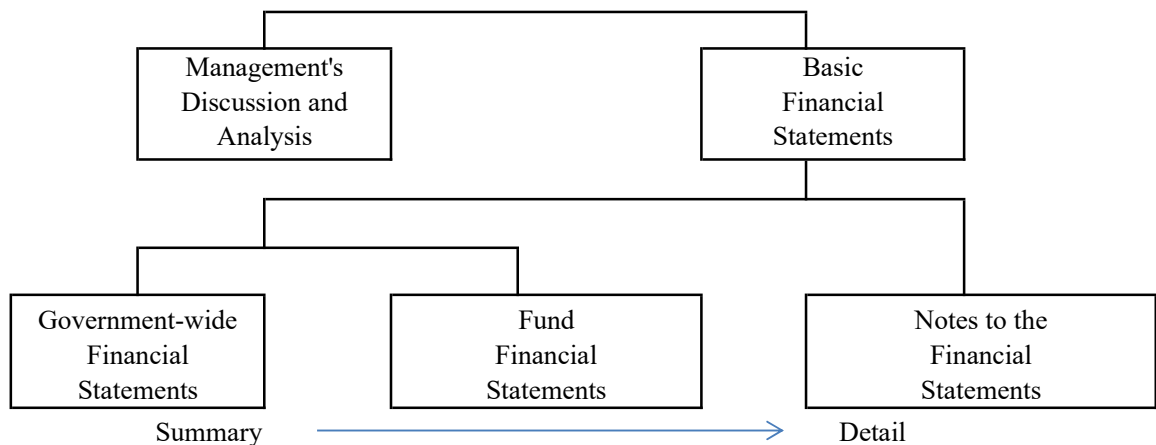 Management's
Discussion and
Analysis
Basic
Financial
Statements
Government-wide
Financial
Statements
Fund
Financial
Statements
Notes to the
Financial
Statements
Summary
Detail